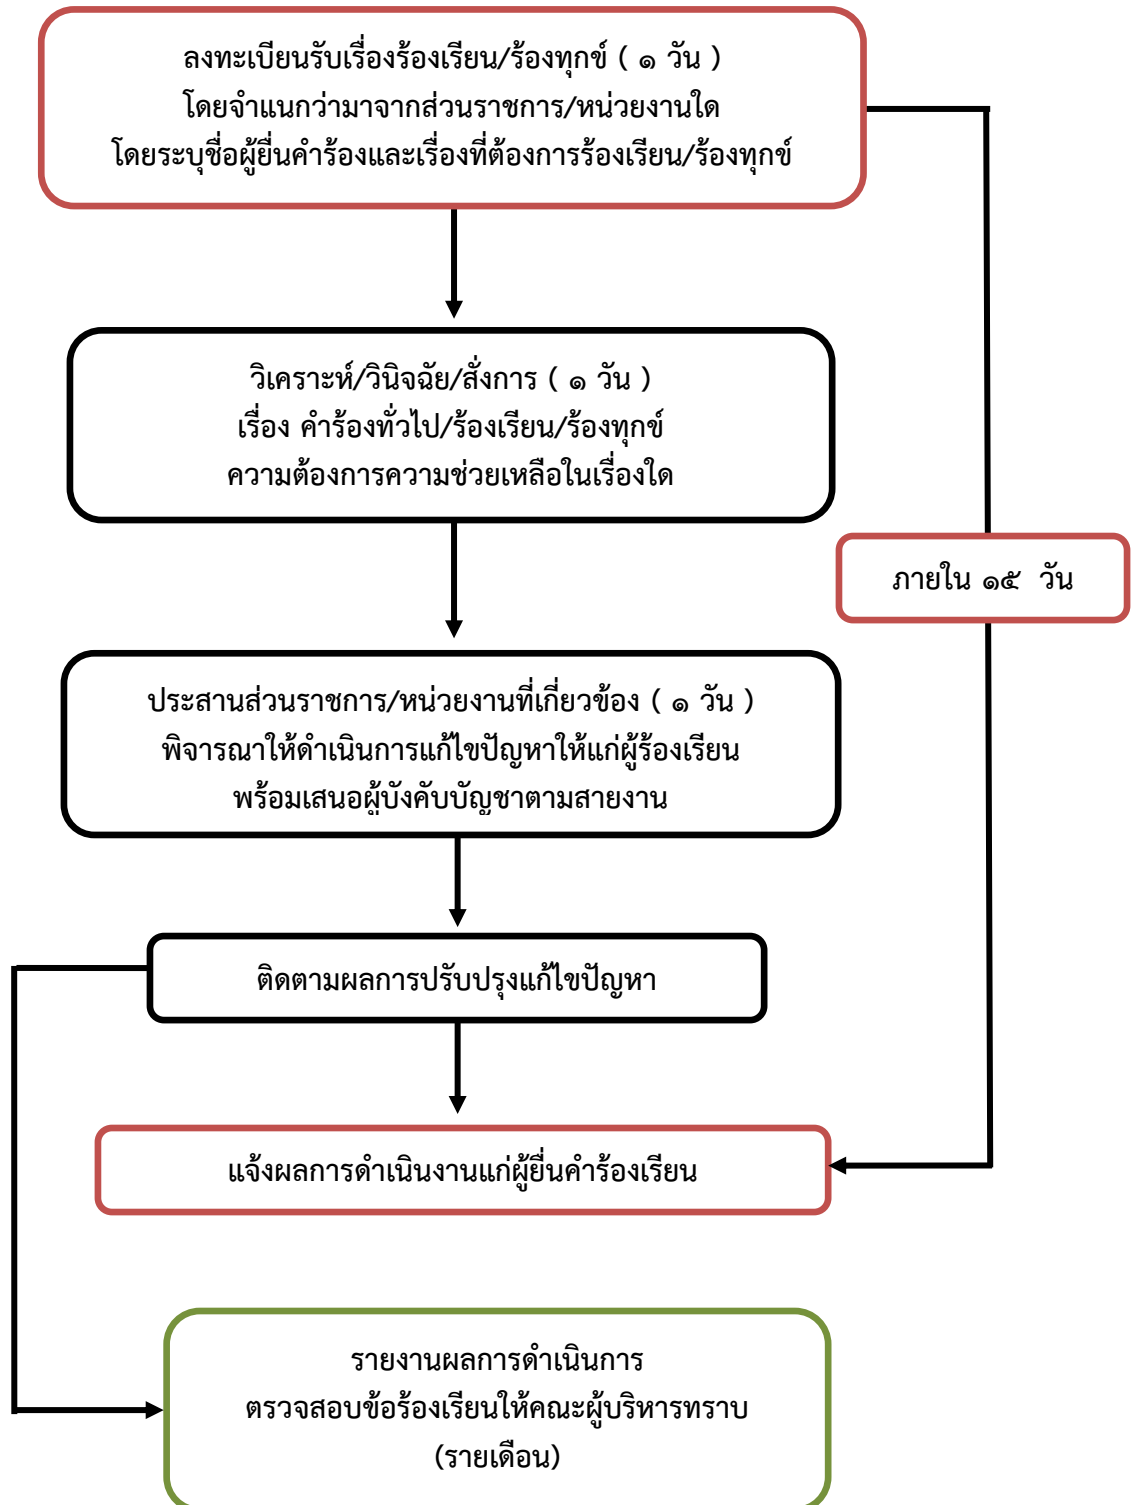 ลงทะเบียนรับเรื่องร้องเรียน/ร้องทุกข์ ( ๑ วัน )
โดยจำแนกว่ามาจากส่วนราชการ/หน่วยงานใด
โดยระบุชื่อผู้ยื่นคำร้องและเรื่องที่ต้องการร้องเรียน/ร้องทุกข์
วิเคราะห์/วินิจฉัย/สั่งการ ( ๑ วัน )
เรื่อง คำร้องทั่วไป/ร้องเรียน/ร้องทุกข์
ความต้องการความช่วยเหลือในเรื่องใด
ภายใน ๑๕ วัน
ประสานส่วนราชการ/หน่วยงานที่เกี่ยวข้อง ( ๑ วัน )
พิจารณาให้ดำเนินการแก้ไขปัญหาให้แก่ผู้ร้องเรียน
พร้อมเสนอผู้บังคับบัญชาตามสายงาน
ติดตามผลการปรับปรุงแก้ไขปัญหา
แจ้งผลการดำเนินงานแก่ผู้ยื่นคำร้องเรียน
รายงานผลการดำเนินการ
ตรวจสอบข้อร้องเรียนให้คณะผู้บริหารทราบ
(รายเดือน)